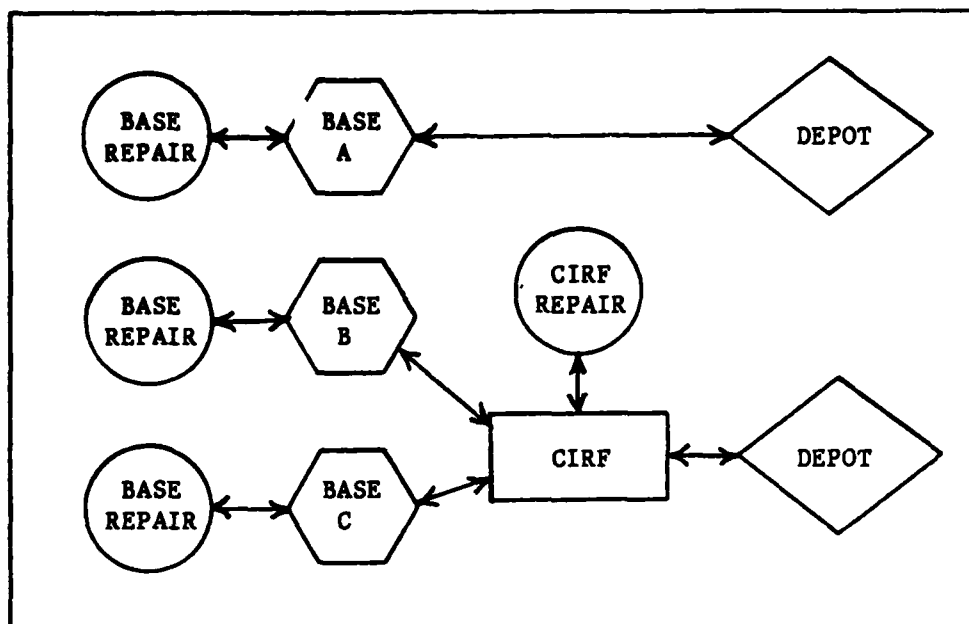 BASE
REPAIR
BASE
A
DEPOT
BASE
REPAIR
BASE
B
CIRF
REPAIR
BASE
REPAIR
BASE
C
CIRF
DEPOT